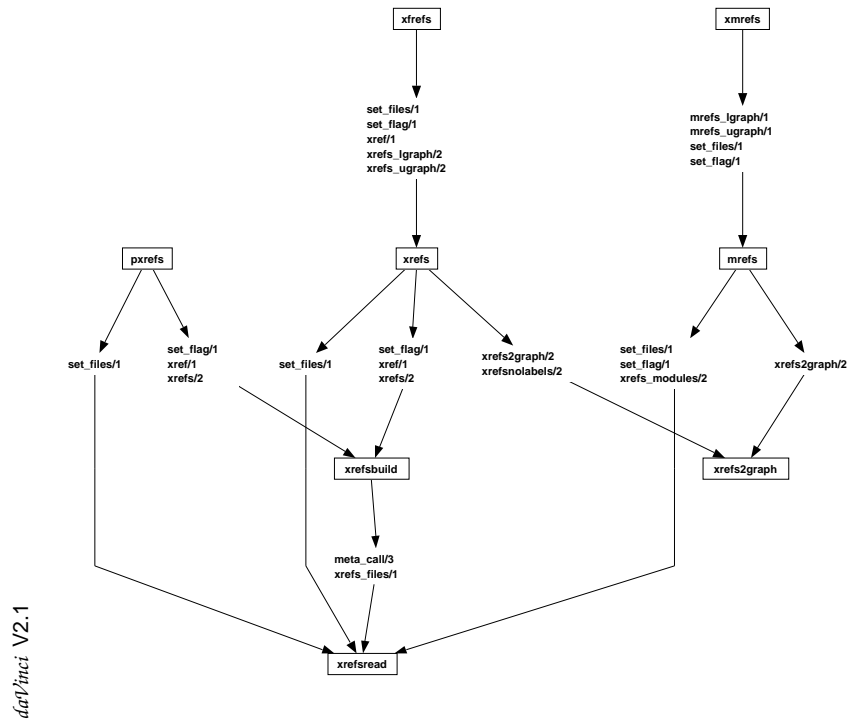 xfrefs
xmrefs
set_files/1
set_flag/1
xref/1
xrefs_lgraph/2
xrefs_ugraph/2
mrefs_lgraph/1
mrefs_ugraph/1
set_files/1
set_flag/1
pxrefs
xrefs
mrefs
set_files/1
set_flag/1
xref/1
xrefs/2
set_files/1
set_flag/1
xref/1
xrefs/2
xrefs2graph/2
xrefsnolabels/2
set_files/1
set_flag/1
xrefs_modules/2
xrefs2graph/2
xrefsbuild
xrefs2graph
meta_call/3
xrefs_files/1
xrefsread
daVinci V2.1